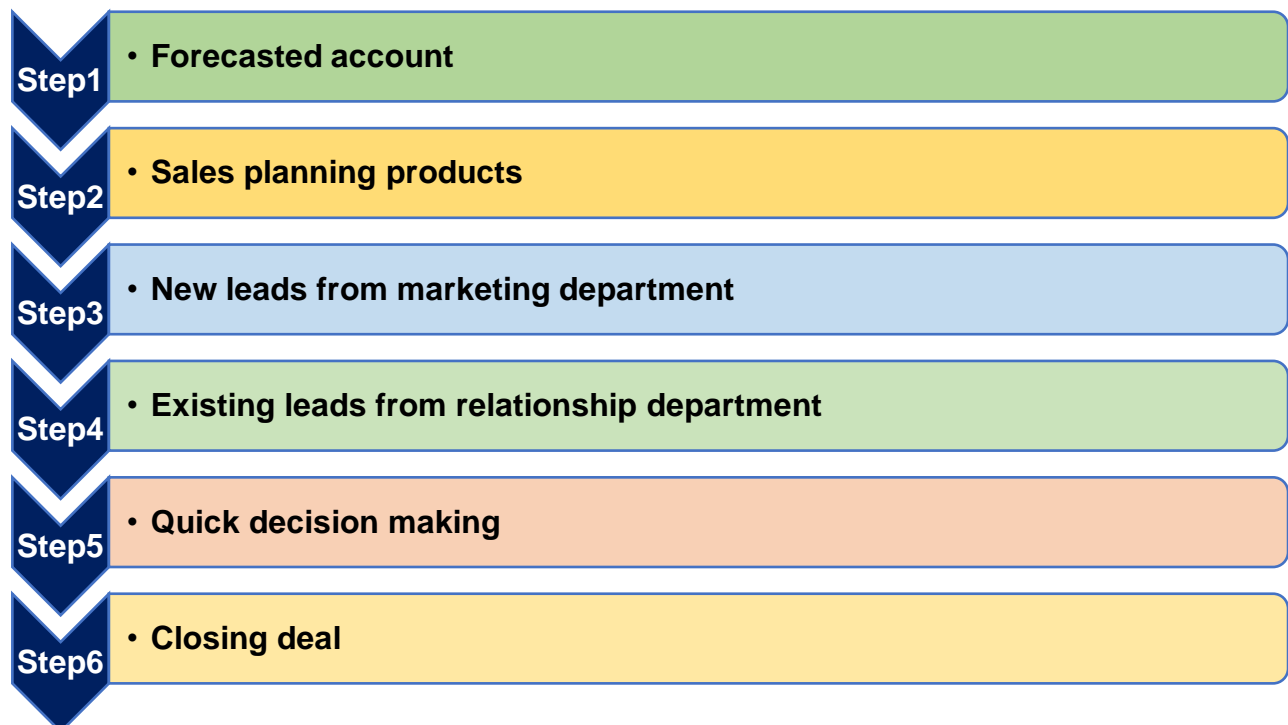 Step1
• Forecasted account
Step2
• Sales planning products
Step3
• New leads from marketing department
Step4
• Existing leads from relationship department
Step5
• Quick decision making
Step6
• Closing deal